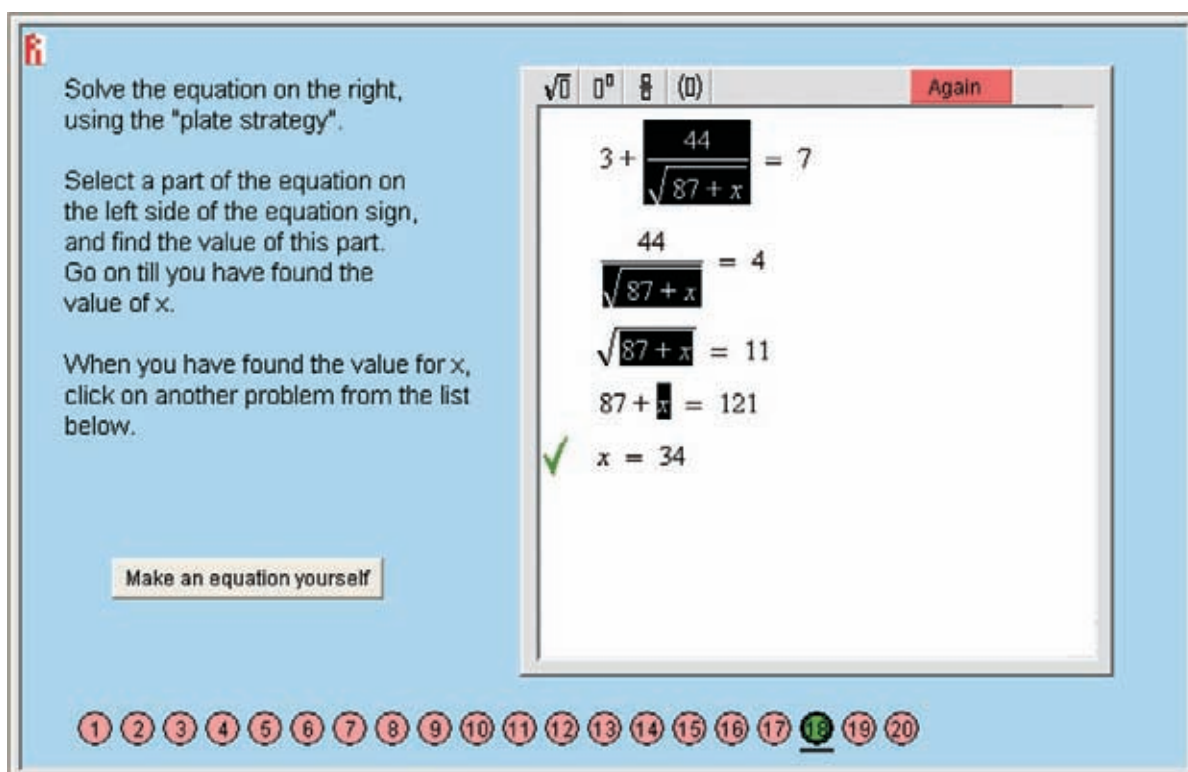 Solve the equation on the right,
using the "plate strategy".
Select a part of the equation on
the left side of the equation sign,
and find the value of this part.
Go on till you have found the
value of x.
When you have found the value for x,
click on another problem from the list
below.
Make an equation yourself
√▯ ▯▯ ▯/▯ (▯) Again
3 + 44/√(87 + x) = 7
44/√(87 + x) = 4
√(87 + x) = 11
87 + x = 121
✓ x = 34
1 2 3 4 5 6 7 8 9 10 11 12 13 14 15 16 17 18 19 20